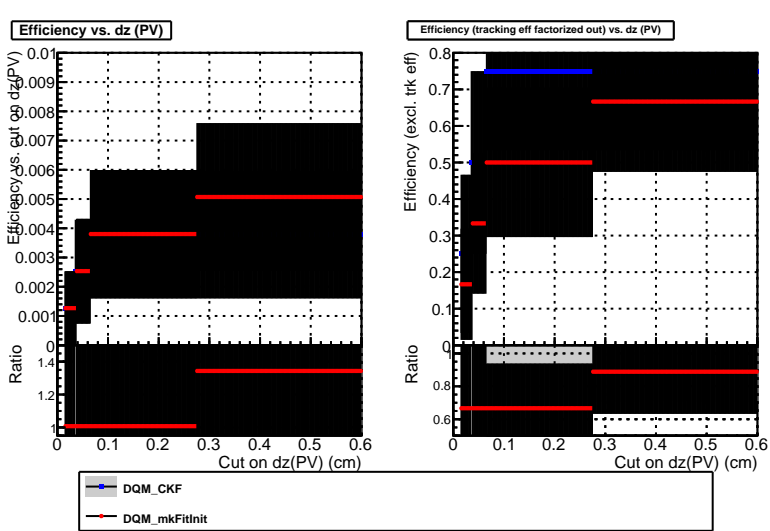 Efficiency vs. dz (PV)
Efficiency vs. cut on dz(PV)
0.01
0.009
0.008
0.007
0.006
0.005
0.004
0.003
0.002
0.001
0
Ratio
1.4
1.2
1
0 0.1 0.2 0.3 0.4 0.5 0.6
Cut on dz(PV) (cm)
Efficiency (tracking eff factorized out) vs. dz (PV)
Efficiency (excl. trk eff)
0.8
0.7
0.6
0.5
0.4
0.3
0.2
0.1
0
Ratio
1
0.8
0.6
0 0.1 0.2 0.3 0.4 0.5 0.6
Cut on dz(PV) (cm)
DQM_CKF
DQM_mkFitInit